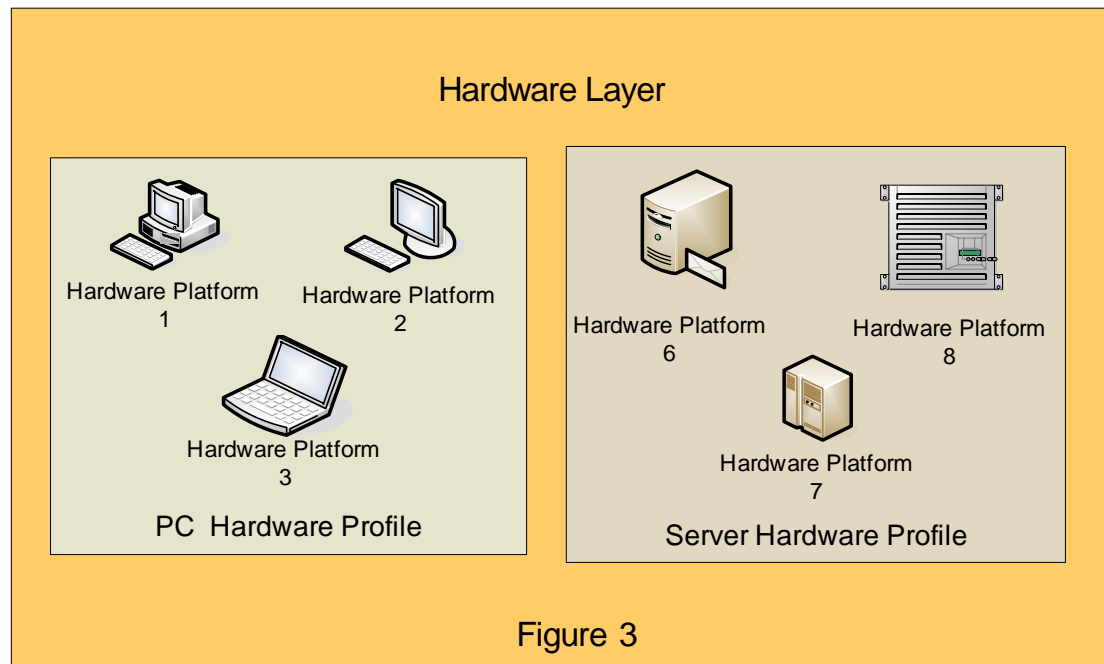 Hardware Layer
Hardware Platform
1
Hardware Platform
2
Hardware Platform
3
PC Hardware Profile
Hardware Platform
6
Hardware Platform
8
Hardware Platform
7
Server Hardware Profile
Figure 3